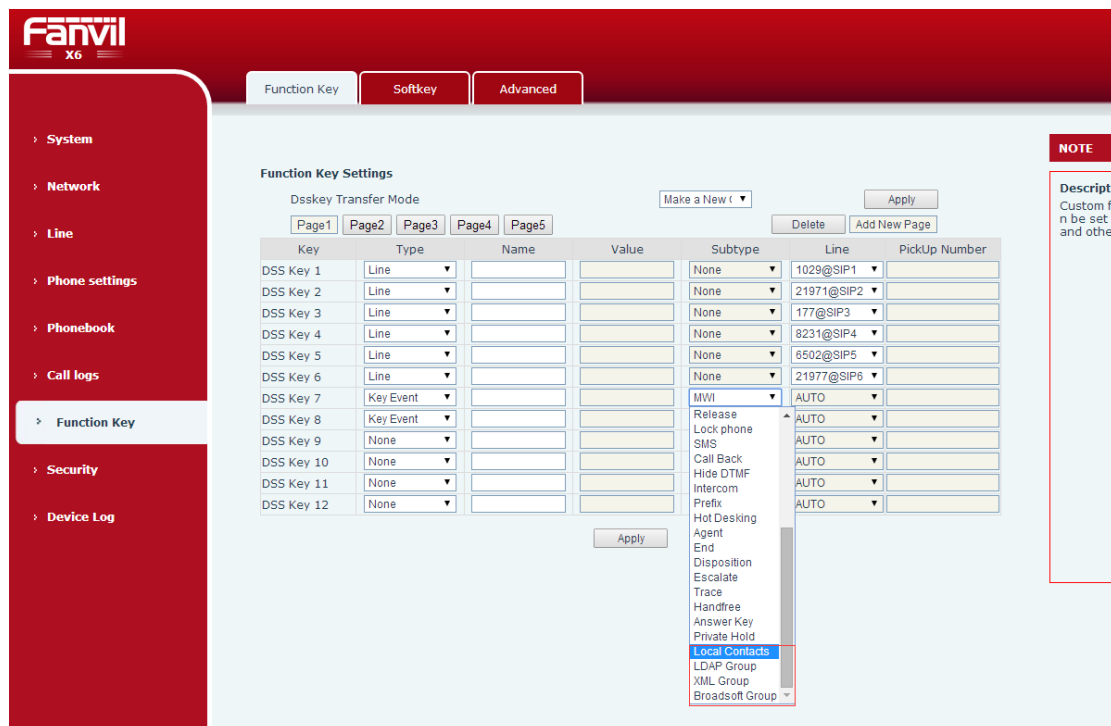 Fanvil
X6
Function Key Softkey Advanced
› System
› Network
› Line
› Phone settings
› Phonebook
› Call logs
› Function Key
› Security
› Device Log
Function Key Settings
Dsskey Transfer Mode Make a New Apply
Page1 Page2 Page3 Page4 Page5 Delete Add New Page
Key Type Name Value Subtype Line PickUp Number
DSS Key 1 Line None 1029@SIP1
DSS Key 2 Line None 21971@SIP2
DSS Key 3 Line None 177@SIP3
DSS Key 4 Line None 8231@SIP4
DSS Key 5 Line None 6502@SIP5
DSS Key 6 Line None 21977@SIP6
DSS Key 7 Key Event MWI AUTO
DSS Key 8 Key Event AUTO
DSS Key 9 None AUTO
DSS Key 10 None AUTO
DSS Key 11 None AUTO
DSS Key 12 None AUTO
Release
Lock phone
SMS
Call Back
Hide DTMF
Intercom
Prefix
Hot Desking
Agent
End
Disposition
Escalate
Trace
Handfree
Answer Key
Private Hold
Local Contacts
LDAP Group
XML Group
Broadsoft Group
Apply
NOTE
Descript
Custom f
n be set
and othe